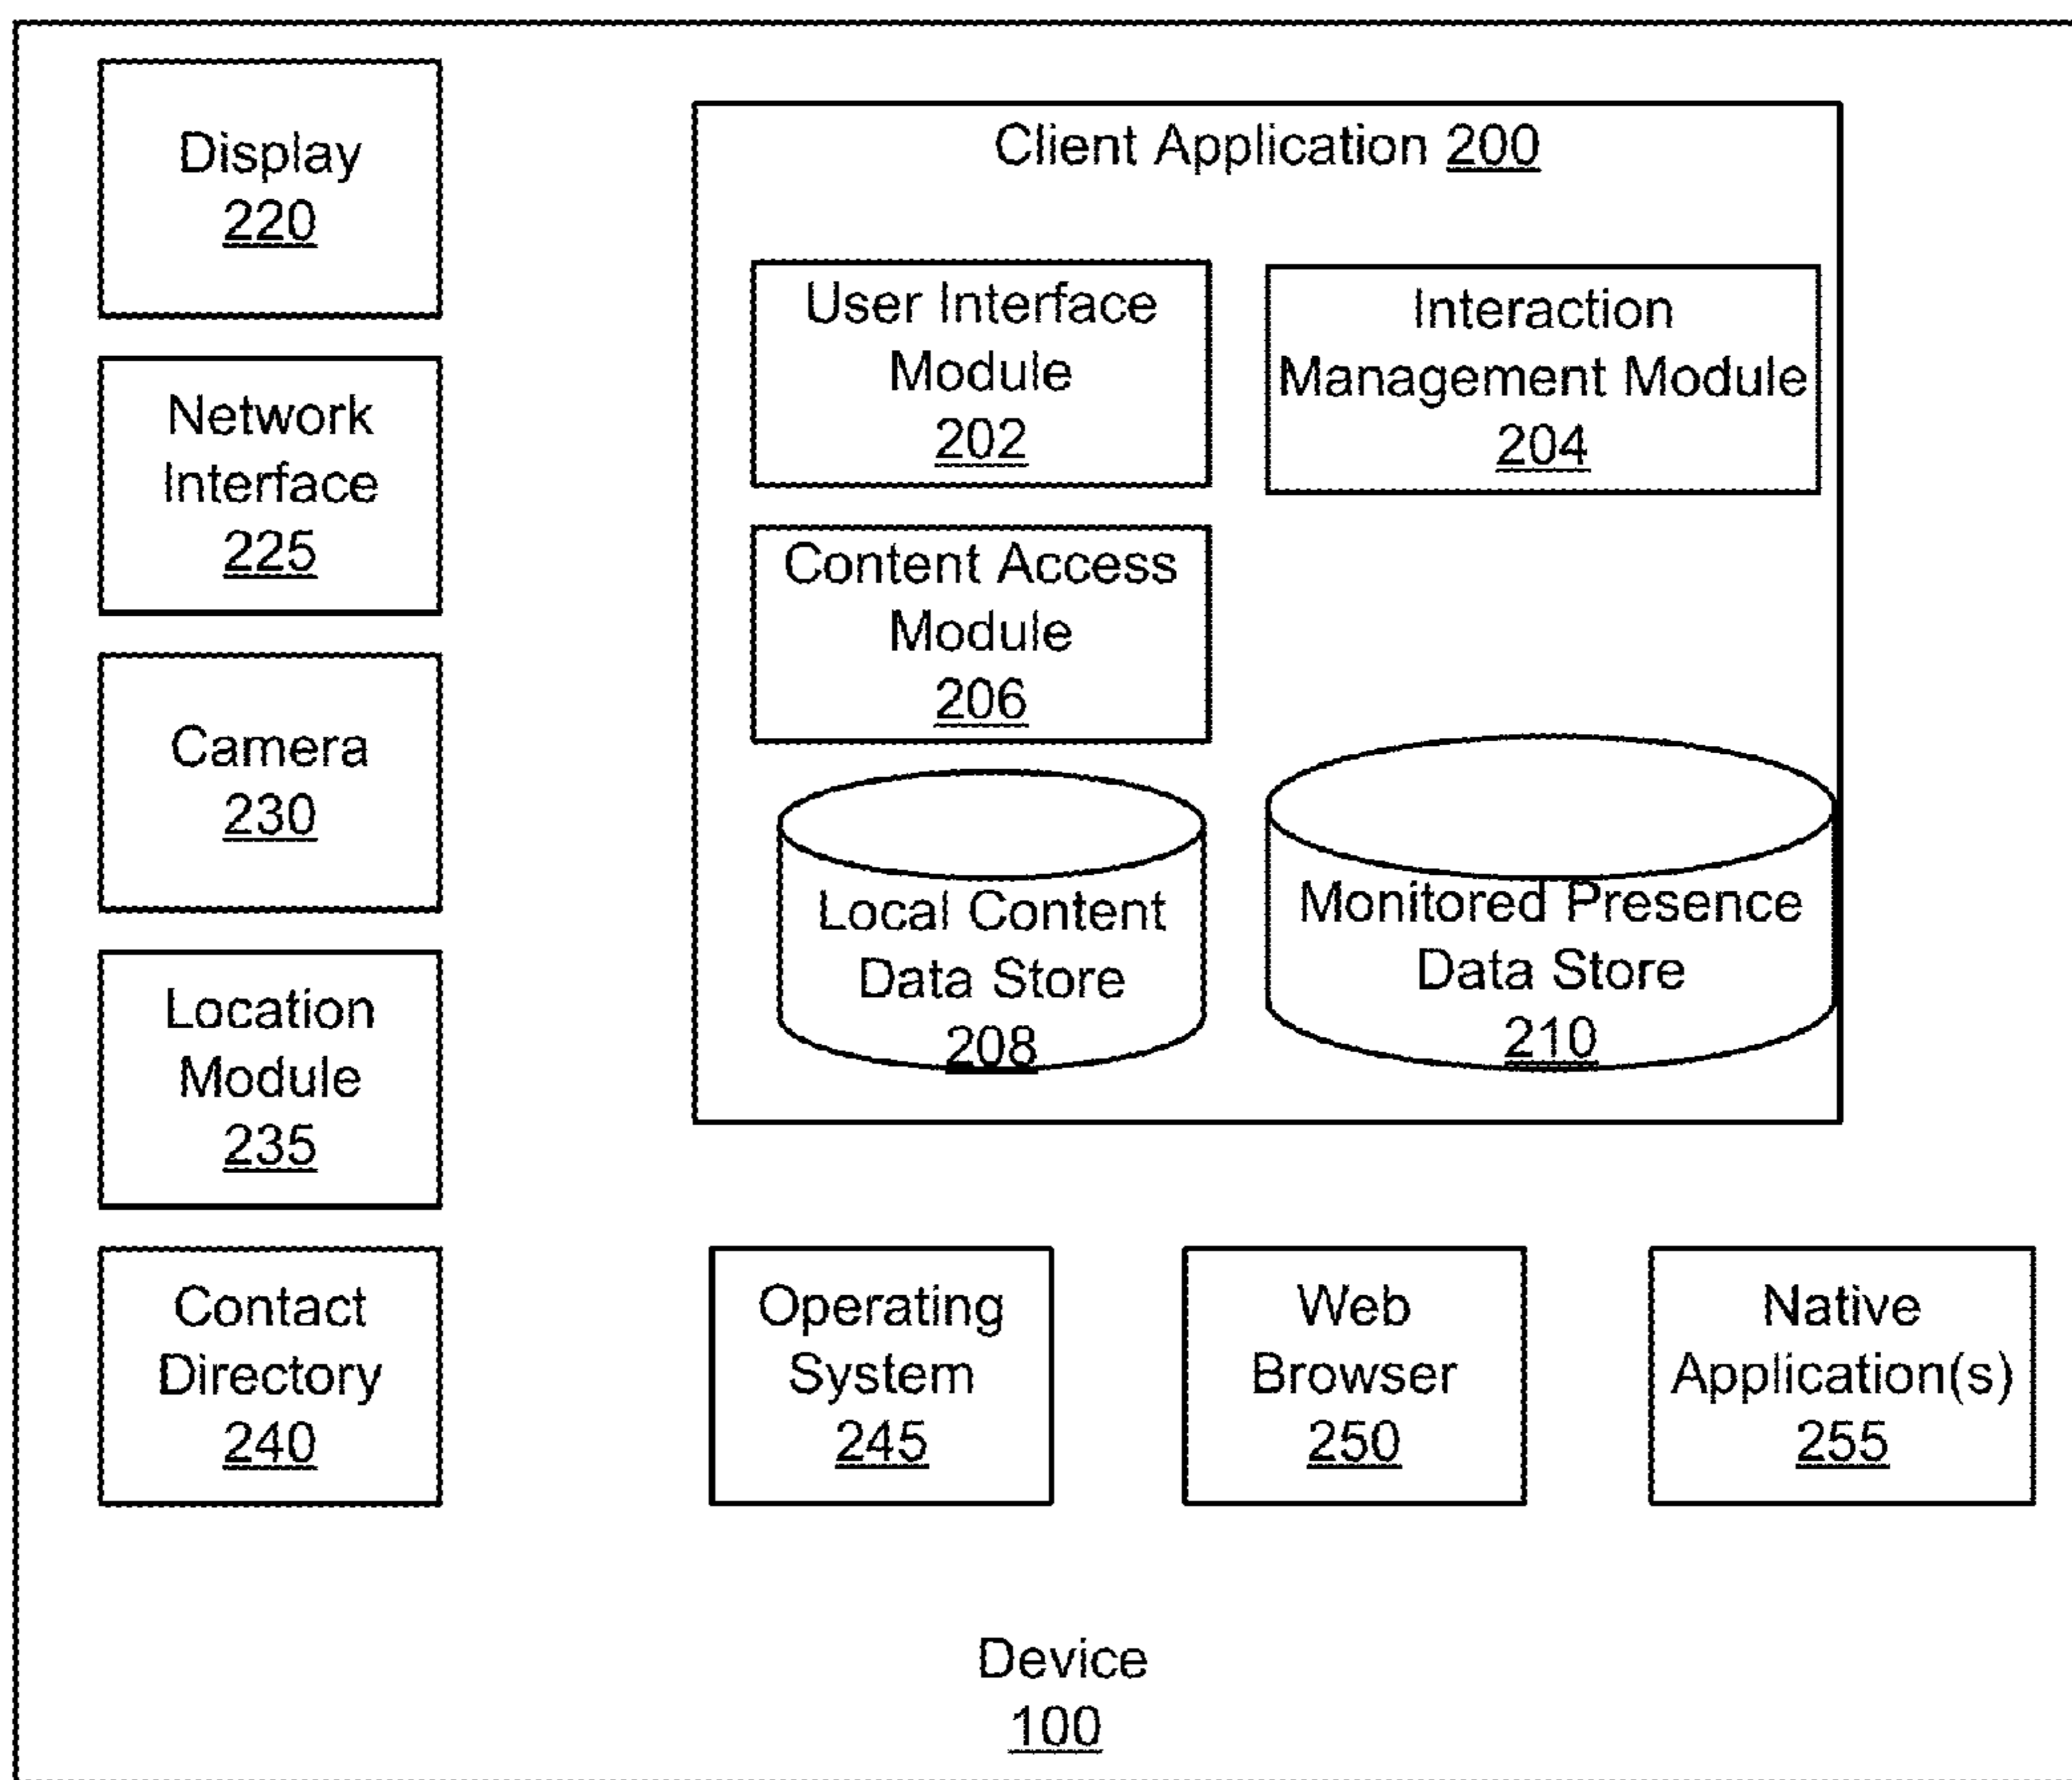 Display
220
Network
Interface
225
Camera
230
Location
Module
235
Contact
Directory
240
Client Application 200
User Interface
Module
202
Interaction
Management Module
204
Content Access
Module
206
Local Content
Data Store
208
Monitored Presence
Data Store
210
Operating
System
245
Web
Browser
250
Native
Application(s)
255
Device
100